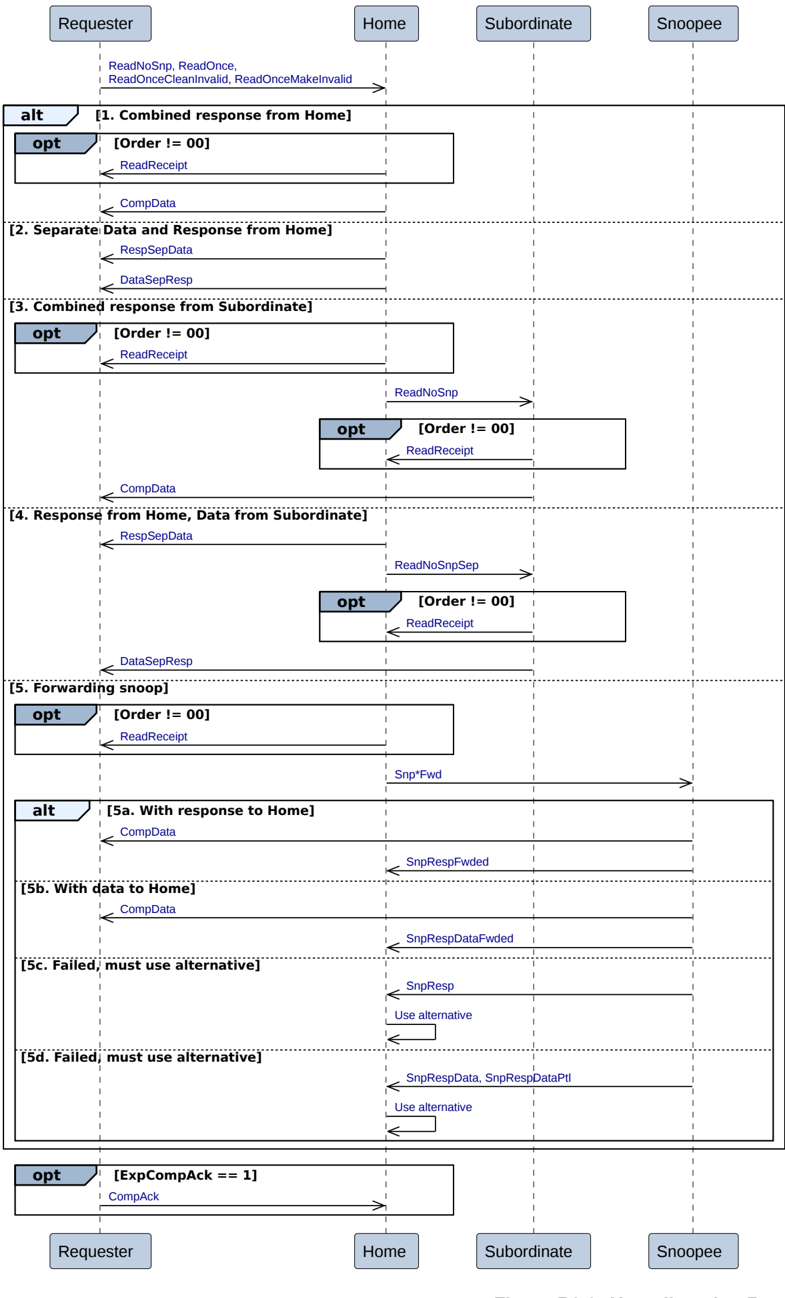 Requester
Home
Subordinate
Snoopee
ReadNoSnp, ReadOnce,
ReadOnceCleanInvalid, ReadOnceMakeInvalid
alt
[1. Combined response from Home]
opt
[Order != 00]
ReadReceipt
CompData
[2. Separate Data and Response from Home]
RespSepData
DataSepResp
[3. Combined response from Subordinate]
opt
[Order != 00]
ReadReceipt
ReadNoSnp
opt
[Order != 00]
ReadReceipt
CompData
[4. Response from Home, Data from Subordinate]
RespSepData
ReadNoSnpSep
opt
[Order != 00]
ReadReceipt
DataSepResp
[5. Forwarding snoop]
opt
[Order != 00]
ReadReceipt
Snp*Fwd
alt
[5a. With response to Home]
CompData
SnpRespFwded
[5b. With data to Home]
CompData
SnpRespDataFwded
[5c. Failed, must use alternative]
SnpResp
Use alternative
[5d. Failed, must use alternative]
SnpRespData, SnpRespDataPtl
Use alternative
opt
[ExpCompAck == 1]
CompAck
Requester
Home
Subordinate
Snoopee